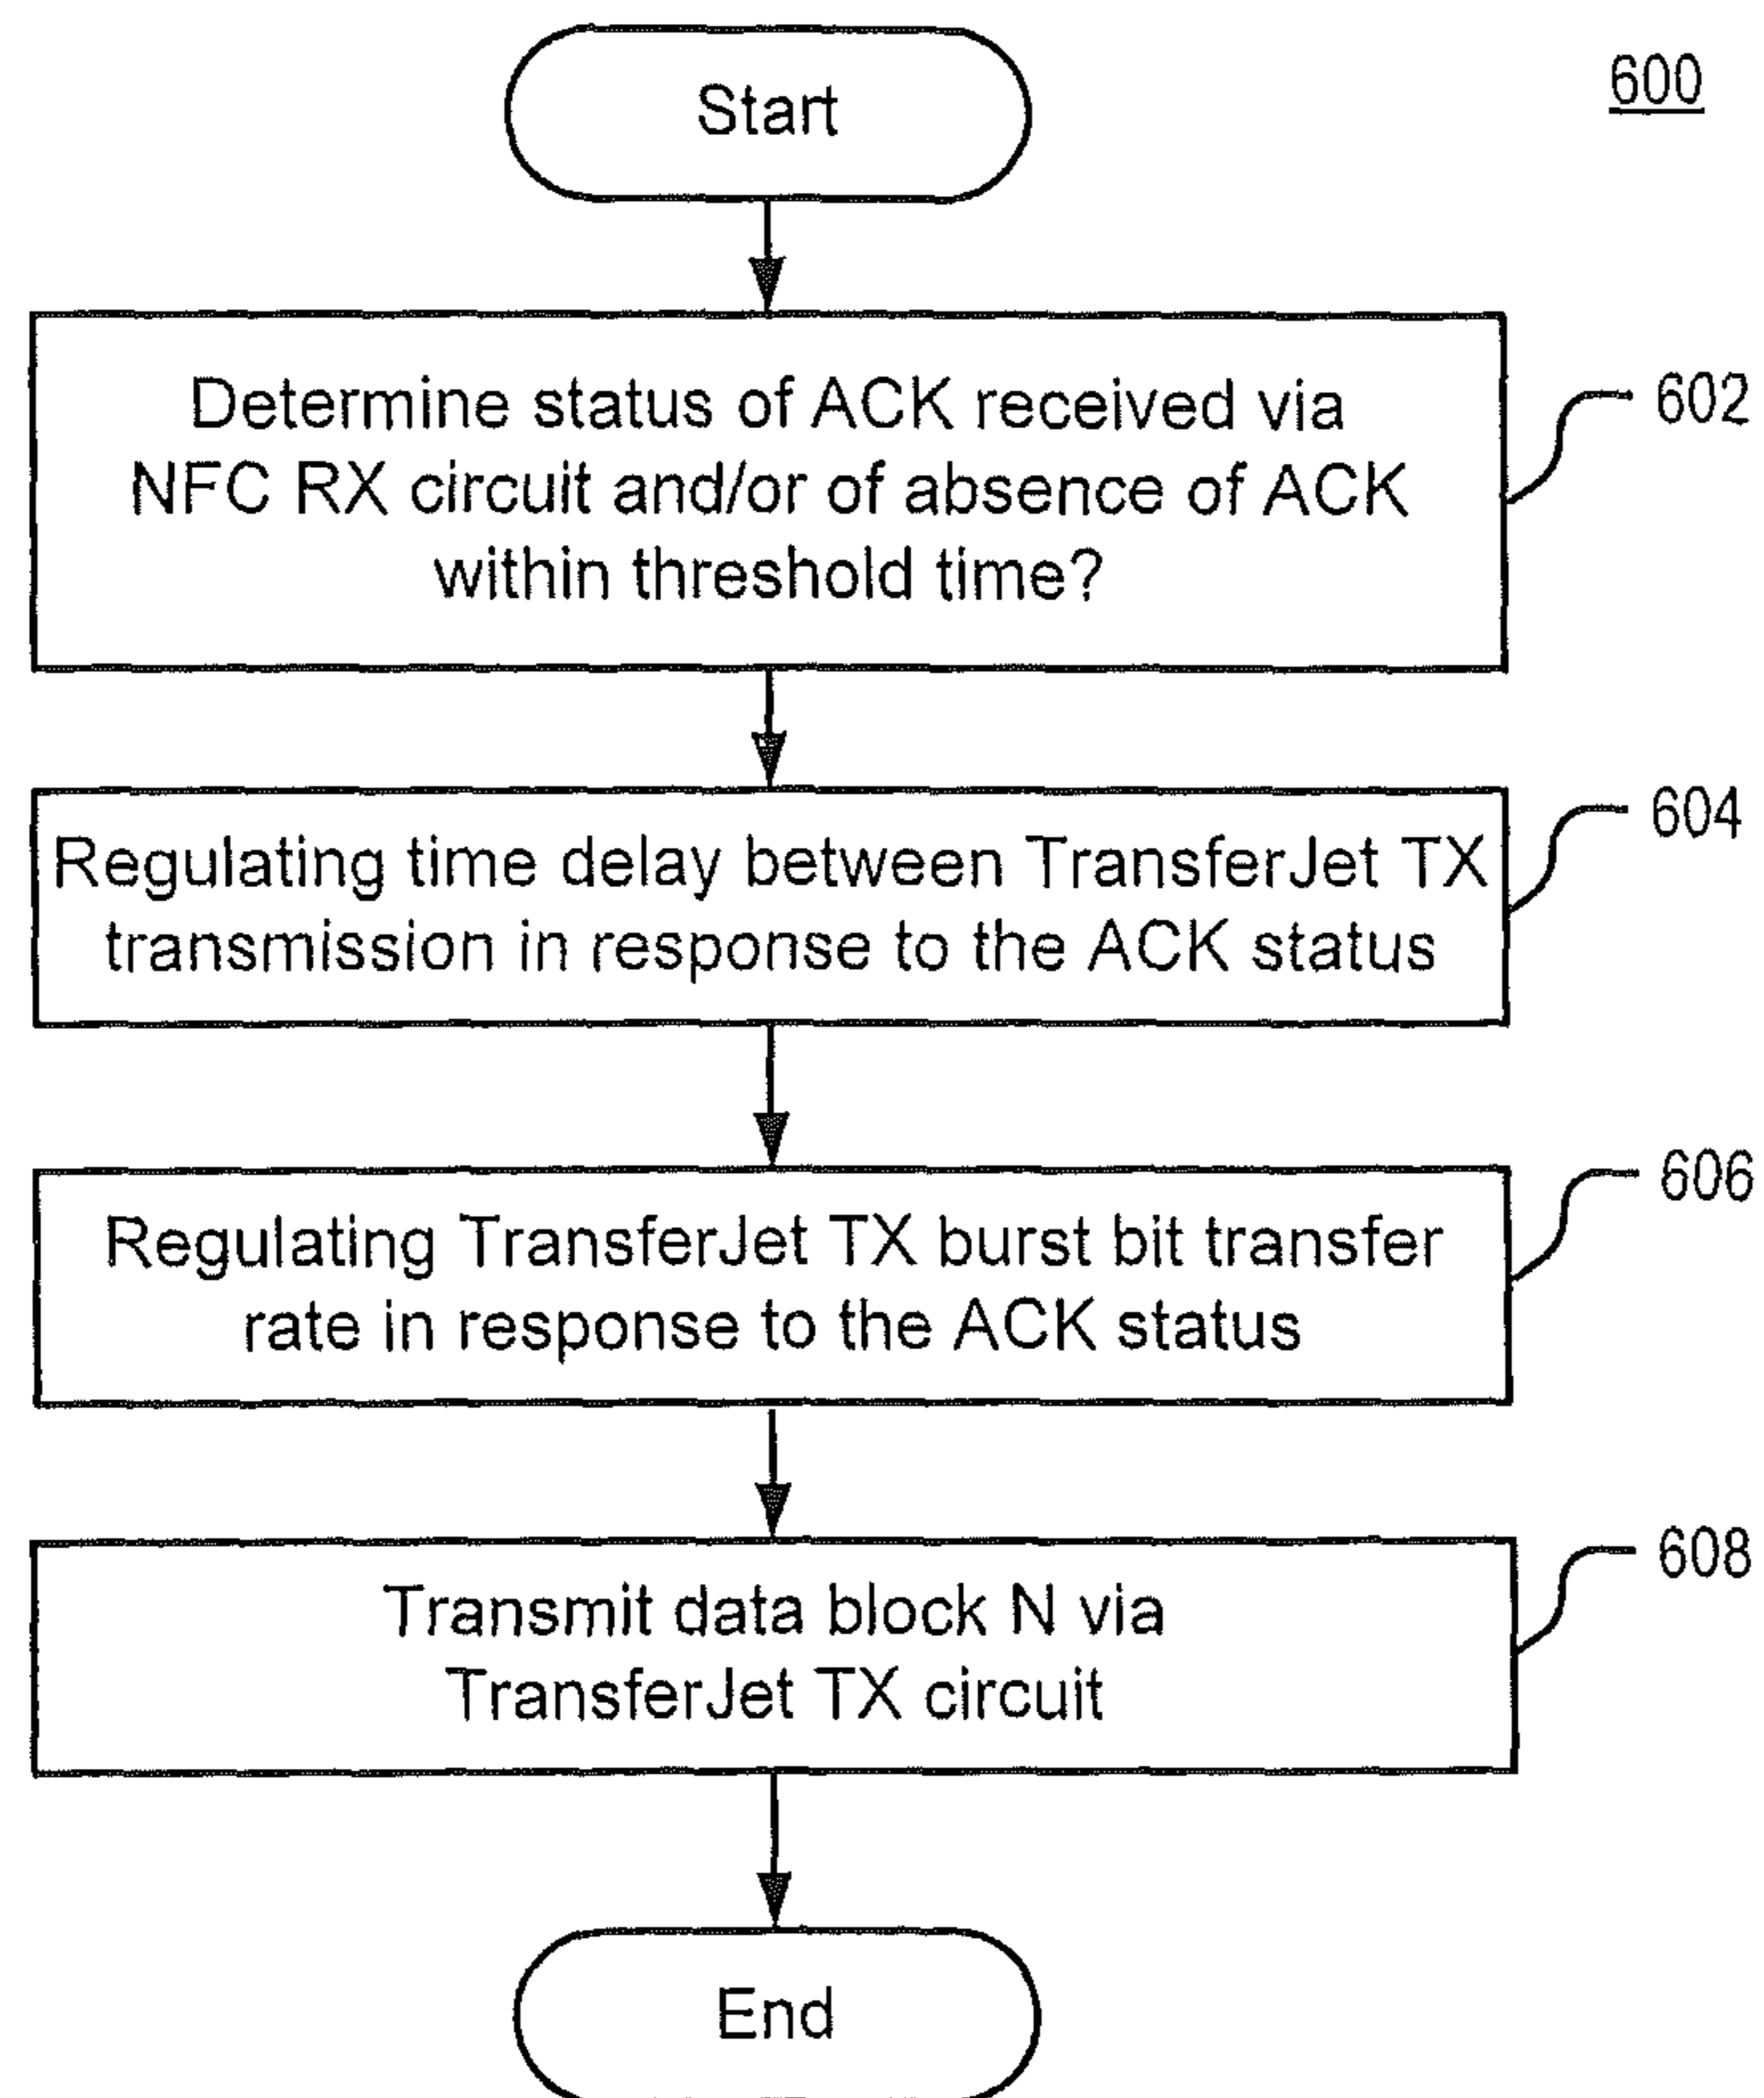 Start
600
Determine status of ACK received via
NFC RX circuit and/or of absence of ACK
within threshold time?
602
Regulating time delay between TransferJet TX
transmission in response to the ACK status
604
Regulating TransferJet TX burst bit transfer
rate in response to the ACK status
606
Transmit data block N via
TransferJet TX circuit
608
End